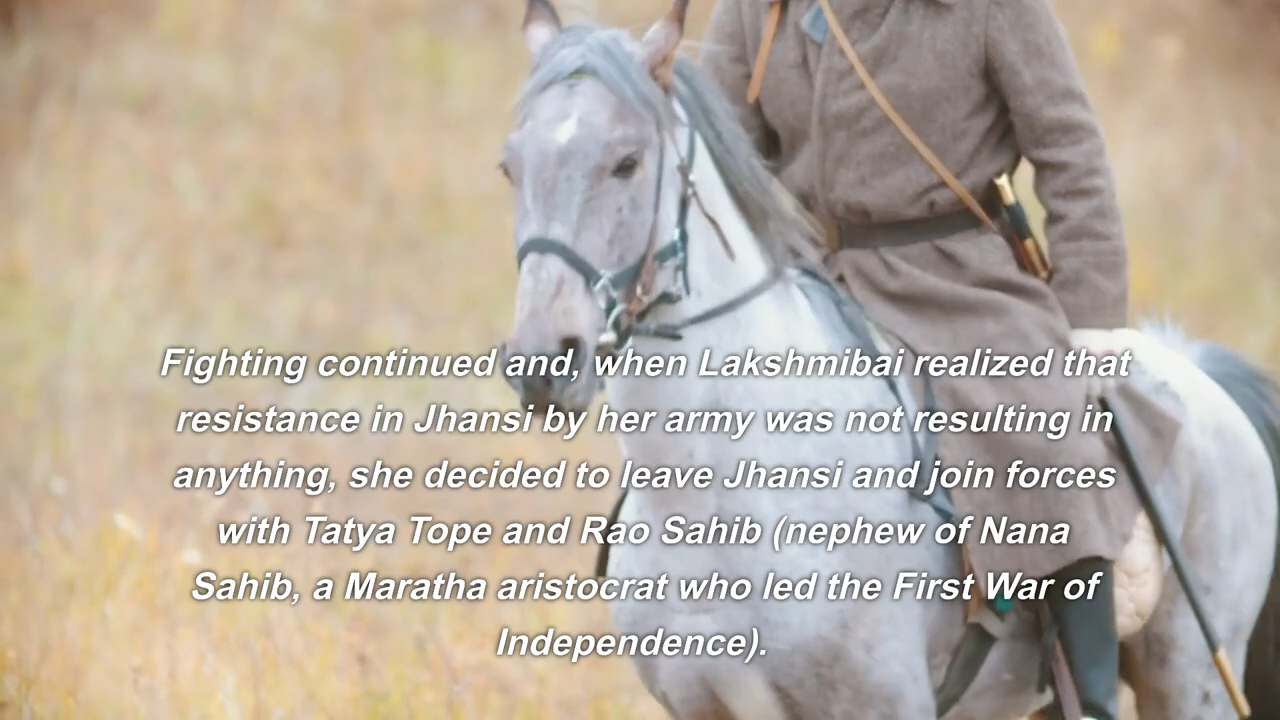 Fighting continued and, when Lakshmibai realized that
resistance in Jhansi by her army was not resulting in
anything, she decided to leave Jhansi and join forces
with Tatya Tope and Rao Sahib (nephew of Nana
Sahib, a Maratha aristocrat who led the First War of
Independence).